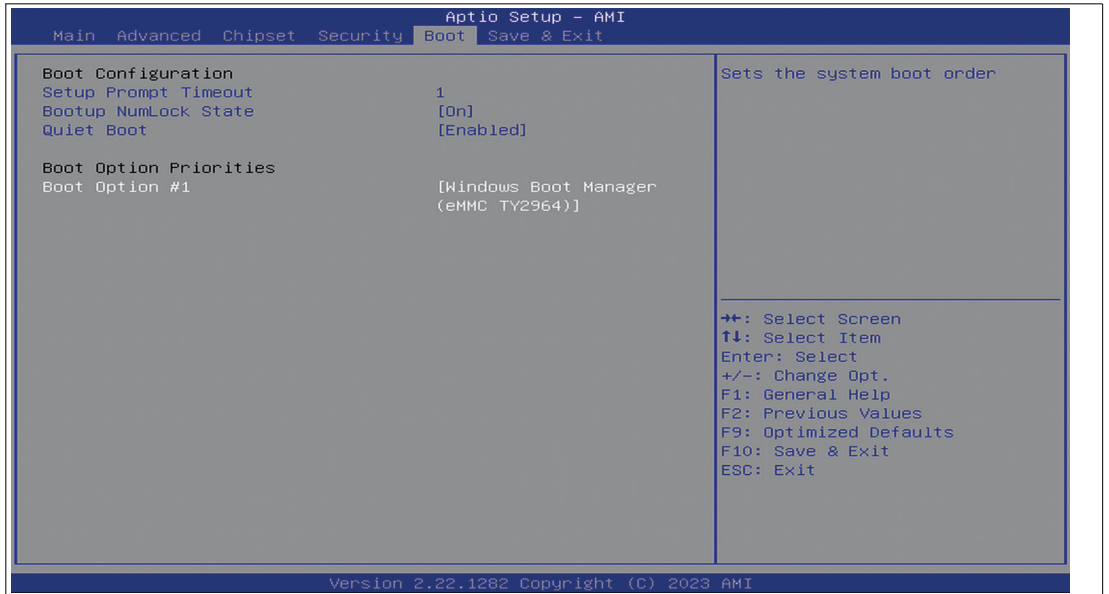 Aptio Setup – AMI
Main Advanced Chipset Security Boot Save & Exit
Boot Configuration
Setup Prompt Timeout 1
Bootup NumLock State [On]
Quiet Boot [Enabled]
Boot Option Priorities
Boot Option #1 [Windows Boot Manager
(eMMC TY2964)]
Sets the system boot order
→←: Select Screen
↑↓: Select Item
Enter: Select
+/-: Change Opt.
F1: General Help
F2: Previous Values
F9: Optimized Defaults
F10: Save & Exit
ESC: Exit
Version 2.22.1282 Copyright (C) 2023 AMI